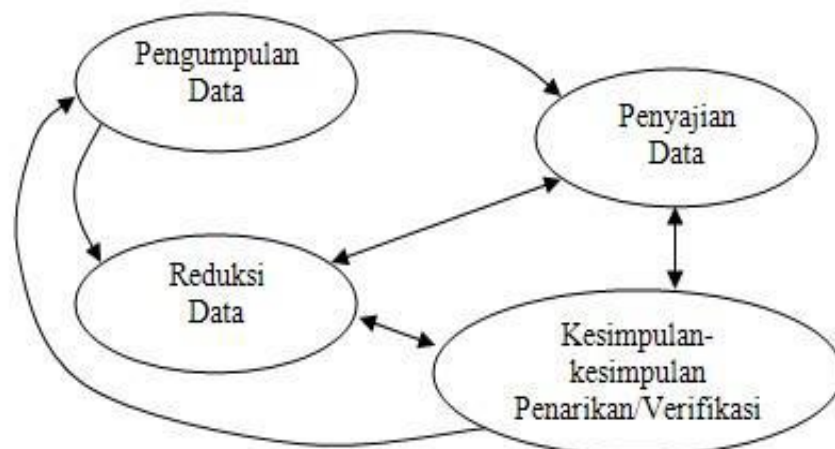 Pengumpulan
Data
Penyajian
Data
Reduksi
Data
Kesimpulan-
kesimpulan
Penarikan/Verifikasi